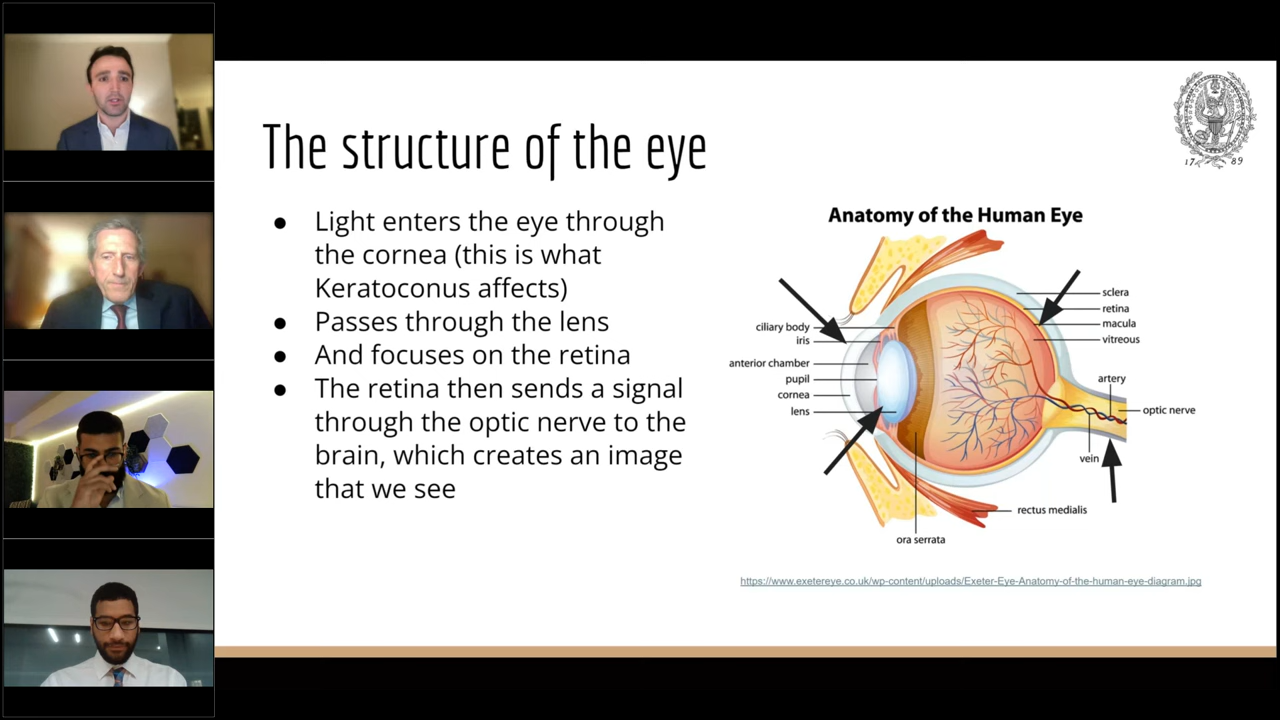 The structure of the eye
● Light enters the eye through
the cornea (this is what
Keratoconus affects)
● Passes through the lens
● And focuses on the retina
● The retina then sends a signal
through the optic nerve to the
brain, which creates an image
that we see
17 89
Anatomy of the Human Eye
ciliary body
iris
anterior chamber
pupil
cornea
lens
sclera
retina
macula
vitreous
artery
optic nerve
vein
rectus medialis
ora serrata
https://www.exetereye.co.uk/wp-content/uploads/Exeter-Eye-Anatomy-of-the-human-eye-diagram.jpg